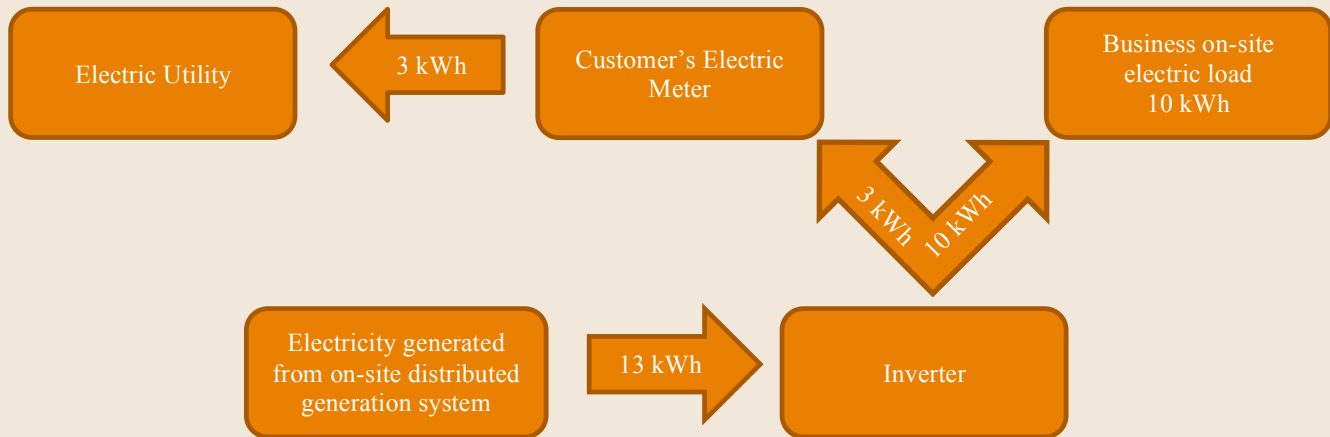 Electric Utility
3 kWh
Customer’s Electric
Meter
Business on-site
electric load
10 kWh
3 kWh
10 kWh
Electricity generated
from on-site distributed
generation system
13 kWh
Inverter